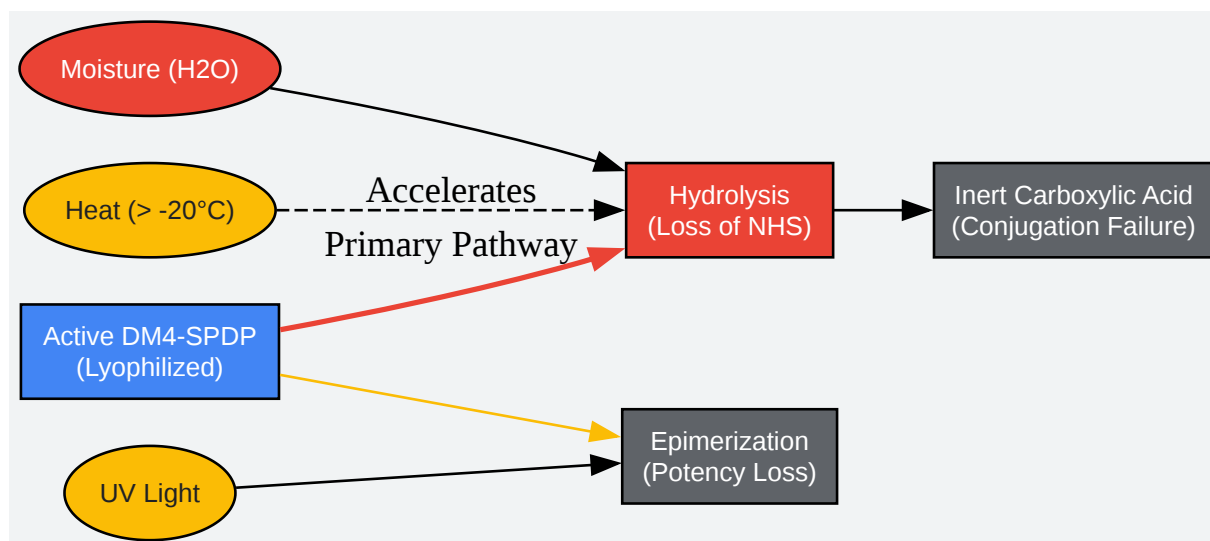 Moisture (H2O)
Heat (> -20°C)
Accelerates
Primary Pathway
Hydrolysis
(Loss of NHS)
Inert Carboxylic Acid
(Conjugation Failure)
Active DM4-SPDP
(Lyophilized)
Epimerization
(Potency Loss)
UV Light